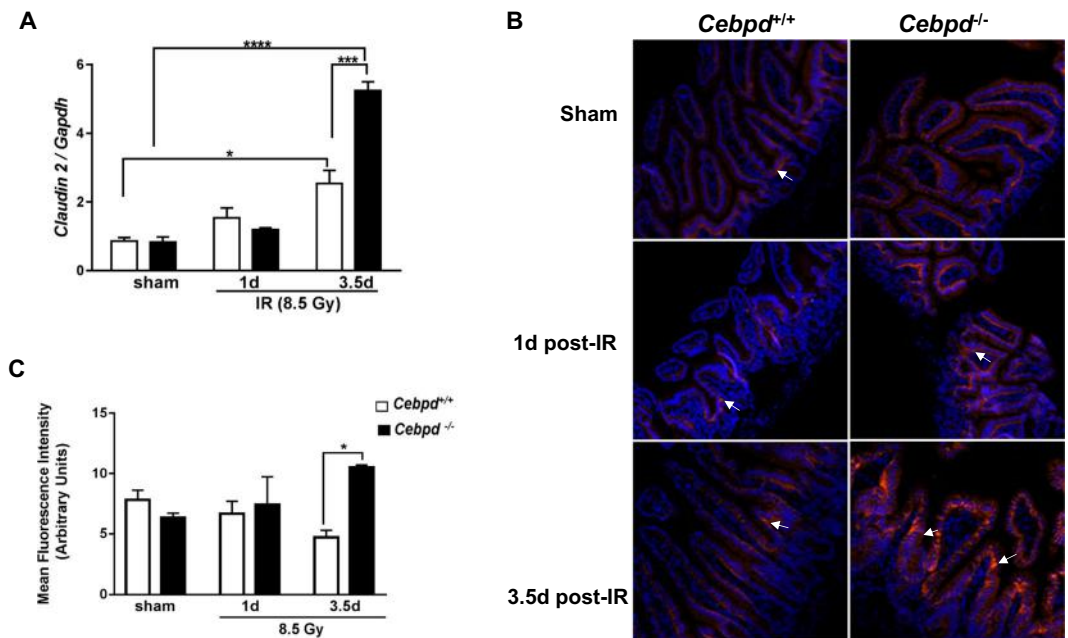 A
Claudin 2 / Gapdh
6
4
2
0
****
***
*
sham
1d
3.5d
IR (8.5 Gy)
B
Cebpd+/+
Cebpd-/-
Sham
1d post-IR
3.5d post-IR
C
Mean Fluorescence Intensity
(Arbitrary Units)
15
10
5
0
Cebpd+/+
Cebpd -/-
*
sham
1d
3.5d
8.5 Gy